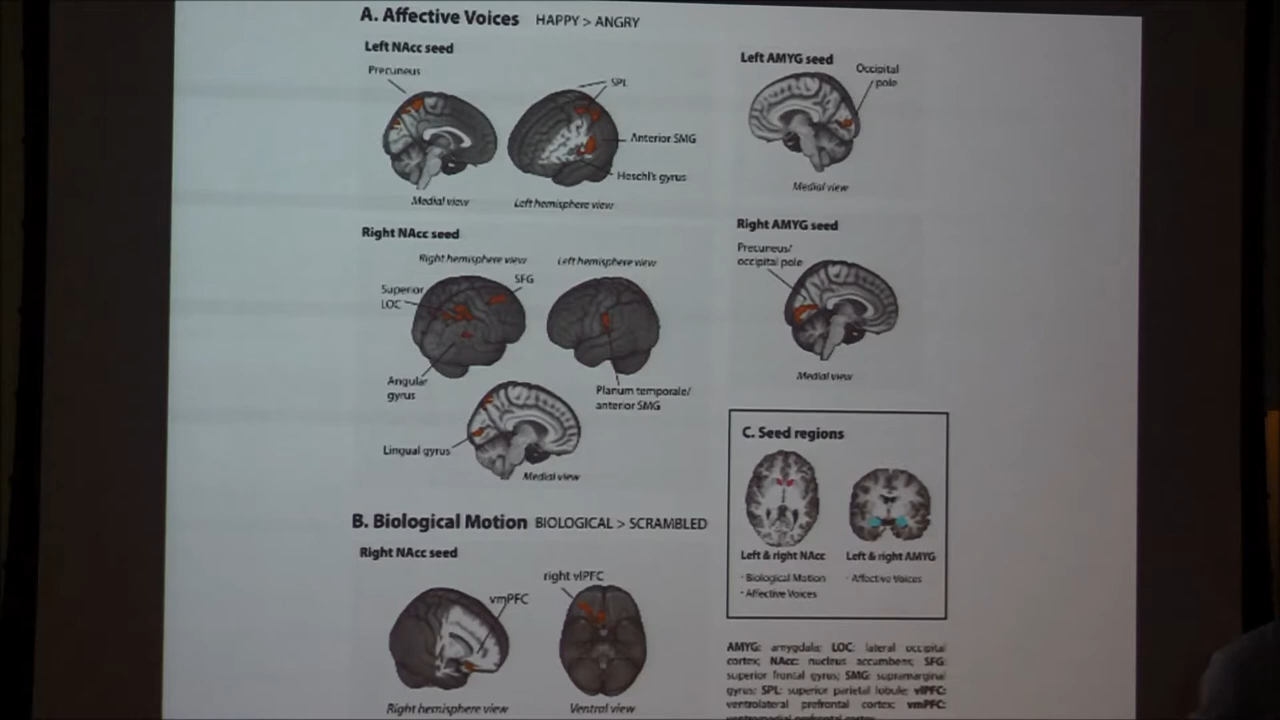 A. Affective Voices HAPPY > ANGRY
Left NAcc seed
Precuneus
SPL
Anterior SMG
Heschl's gyrus
Medial view
Left hemisphere view
Left AMYG seed
Occipital
pole
Medial view
Right NAcc seed
Right hemisphere view
Left hemisphere view
SFG
Superior
LOC
Angular
gyrus
Planum temporale/
anterior SMG
Lingual gyrus
Medial view
Right AMYG seed
Precuneus/
occipital pole
Medial view
B. Biological Motion BIOLOGICAL > SCRAMBLED
Right NAcc seed
vmPFC
right vlPFC
Right hemisphere view
Ventral view
C. Seed regions
Left & right NAcc
· Biological Motion
· Affective Voices
Left & right AMYG
· Affective Voices
AMYG: amygdala; LOC: lateral occipital
cortex; NAcc: nucleus accumbens; SFG:
superior frontal gyrus; SMG: supramarginal
gyrus; SPL: superior parietal lobule; vlPFC:
ventrolateral prefrontal cortex; vmPFC:
ventromedial prefrontal cortex